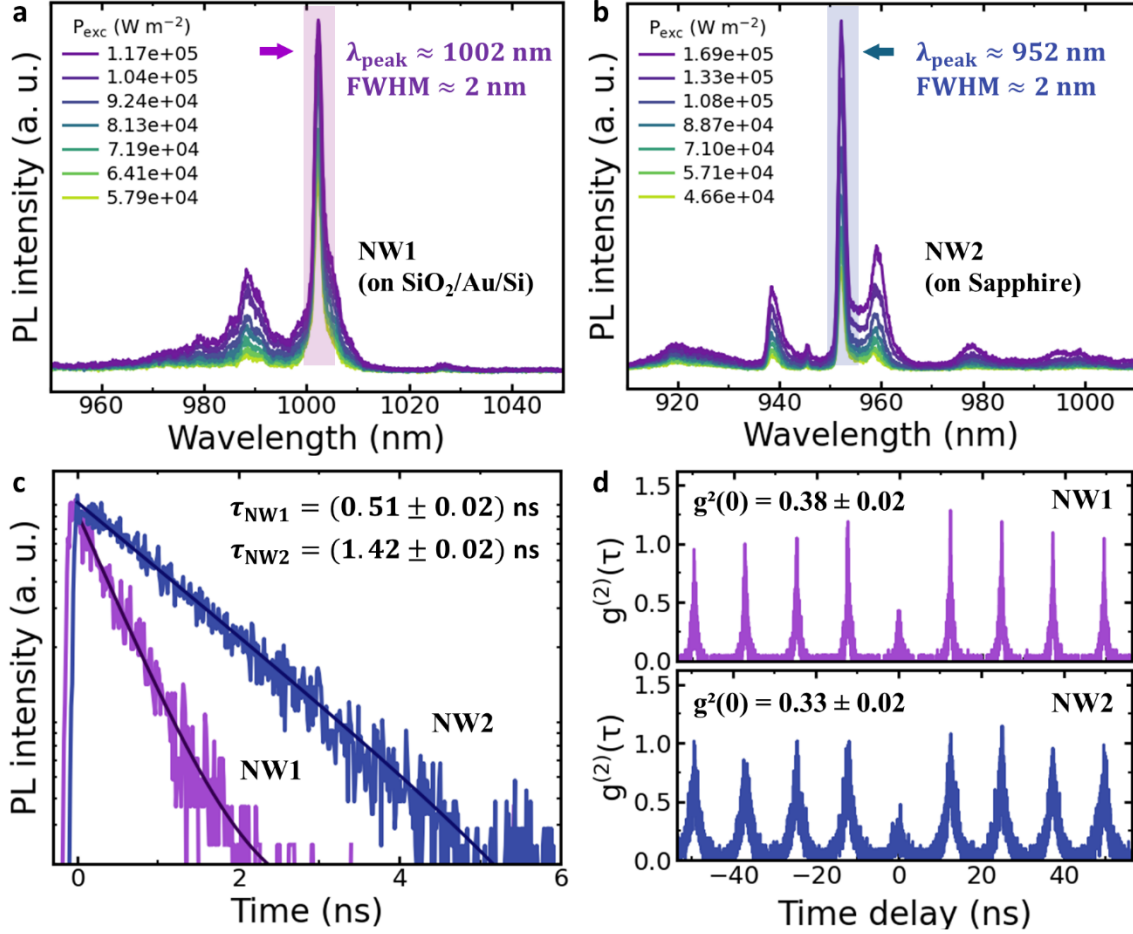 a
P_exc (W m⁻²)
1.17e+05
1.04e+05
9.24e+04
8.13e+04
7.19e+04
6.41e+04
5.79e+04
λ_peak ≈ 1002 nm
FWHM ≈ 2 nm
NW1
(on SiO₂/Au/Si)
PL intensity (a. u.)
960 980 1000 1020 1040
Wavelength (nm)
b
P_exc (W m⁻²)
1.69e+05
1.33e+05
1.08e+05
8.87e+04
7.10e+04
5.71e+04
4.66e+04
λ_peak ≈ 952 nm
FWHM ≈ 2 nm
NW2
(on Sapphire)
PL intensity (a. u.)
920 940 960 980 1000
Wavelength (nm)
c
τ_NW1 = (0.51 ± 0.02) ns
τ_NW2 = (1.42 ± 0.02) ns
NW2
NW1
PL intensity (a. u.)
0 2 4 6
Time (ns)
d
g²(0) = 0.38 ± 0.02 NW1
1.5
1.0
0.5
0.0
g⁽²⁾(τ)
g²(0) = 0.33 ± 0.02 NW2
1.5
1.0
0.5
0.0
g⁽²⁾(τ)
−40 −20 0 20 40
Time delay (ns)